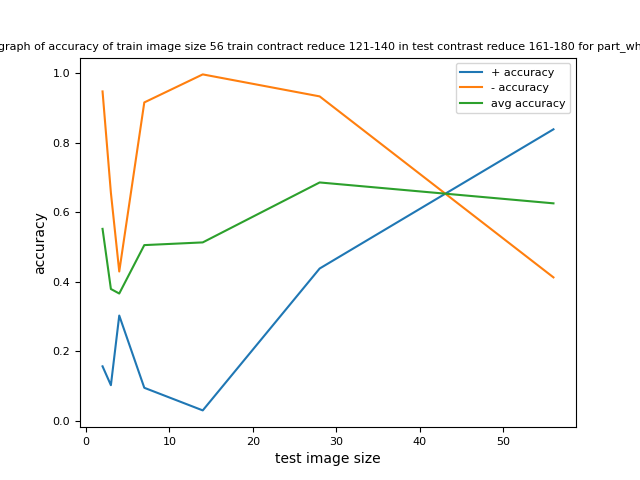 graph of accuracy of train image size 56 train contract reduce 121-140 in test contrast reduce 161-180 for
+ accuracy
- accuracy
avg accuracy
1.0
0.8
0.6
0.4
0.2
0.0
accuracy
0 10 20 30 40 50
test image size